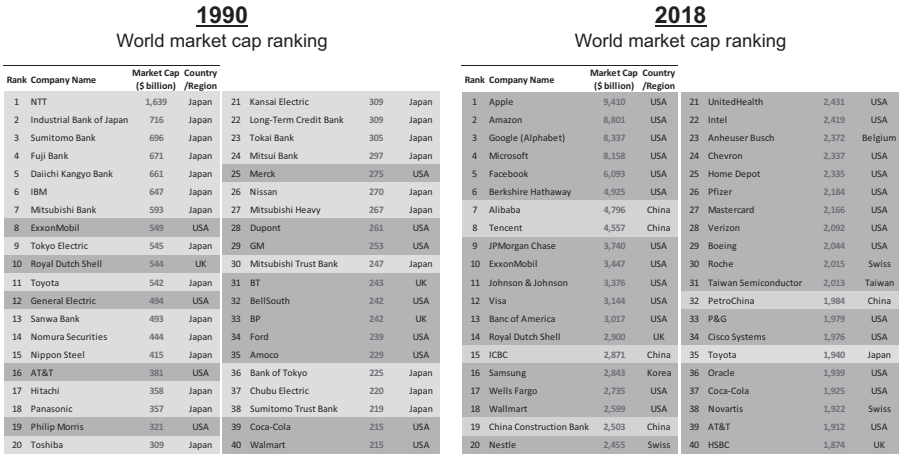 1990
World market cap ranking
Rank Company Name Market Cap ($ billion) Country /Region
1 NTT 1,639 Japan
2 Industrial Bank of Japan 716 Japan
3 Sumitomo Bank 696 Japan
4 Fuji Bank 671 Japan
5 Daiichi Kangyo Bank 661 Japan
6 IBM 647 Japan
7 Mitsubishi Bank 593 Japan
8 ExxonMobil 549 USA
9 Tokyo Electric 545 Japan
10 Royal Dutch Shell 544 UK
11 Toyota 542 Japan
12 General Electric 494 USA
13 Sanwa Bank 493 Japan
14 Nomura Securities 444 Japan
15 Nippon Steel 415 Japan
16 AT&T 381 USA
17 Hitachi 358 Japan
18 Panasonic 357 Japan
19 Philip Morris 321 USA
20 Toshiba 309 Japan
21 Kansai Electric 309 Japan
22 Long-Term Credit Bank 309 Japan
23 Tokai Bank 305 Japan
24 Mitsui Bank 297 Japan
25 Merck 275 USA
26 Nissan 270 Japan
27 Mitsubishi Heavy 267 Japan
28 Dupont 261 USA
29 GM 253 USA
30 Mitsubishi Trust Bank 247 Japan
31 BT 243 UK
32 BellSouth 242 USA
33 BP 242 UK
34 Ford 239 USA
35 Amoco 229 USA
36 Bank of Tokyo 225 Japan
37 Chubu Electric 220 Japan
38 Sumitomo Trust Bank 219 Japan
39 Coca-Cola 215 USA
40 Walmart 215 USA
2018
World market cap ranking
Rank Company Name Market Cap ($ billion) Country /Region
1 Apple 9,410 USA
2 Amazon 8,801 USA
3 Google (Alphabet) 8,337 USA
4 Microsoft 8,158 USA
5 Facebook 6,093 USA
6 Berkshire Hathaway 4,925 USA
7 Alibaba 4,796 China
8 Tencent 4,557 China
9 JPMorgan Chase 3,740 USA
10 ExxonMobil 3,447 USA
11 Johnson & Johnson 3,376 USA
12 Visa 3,144 USA
13 Banc of America 3,017 USA
14 Royal Dutch Shell 2,900 UK
15 ICBC 2,871 China
16 Samsung 2,843 Korea
17 Wells Fargo 2,735 USA
18 Wallmart 2,599 USA
19 China Construction Bank 2,503 China
20 Nestle 2,455 Swiss
21 UnitedHealth 2,431 USA
22 Intel 2,419 USA
23 Anheuser Busch 2,372 Belgium
24 Chevron 2,337 USA
25 Home Depot 2,335 USA
26 Pfizer 2,184 USA
27 Mastercard 2,166 USA
28 Verizon 2,092 USA
29 Boeing 2,044 USA
30 Roche 2,015 Swiss
31 Taiwan Semiconductor 2,013 Taiwan
32 PetroChina 1,984 China
33 P&G 1,979 USA
34 Cisco Systems 1,976 USA
35 Toyota 1,940 Japan
36 Oracle 1,939 USA
37 Coca-Cola 1,925 USA
38 Novartis 1,922 Swiss
39 AT&T 1,912 USA
40 HSBC 1,874 UK